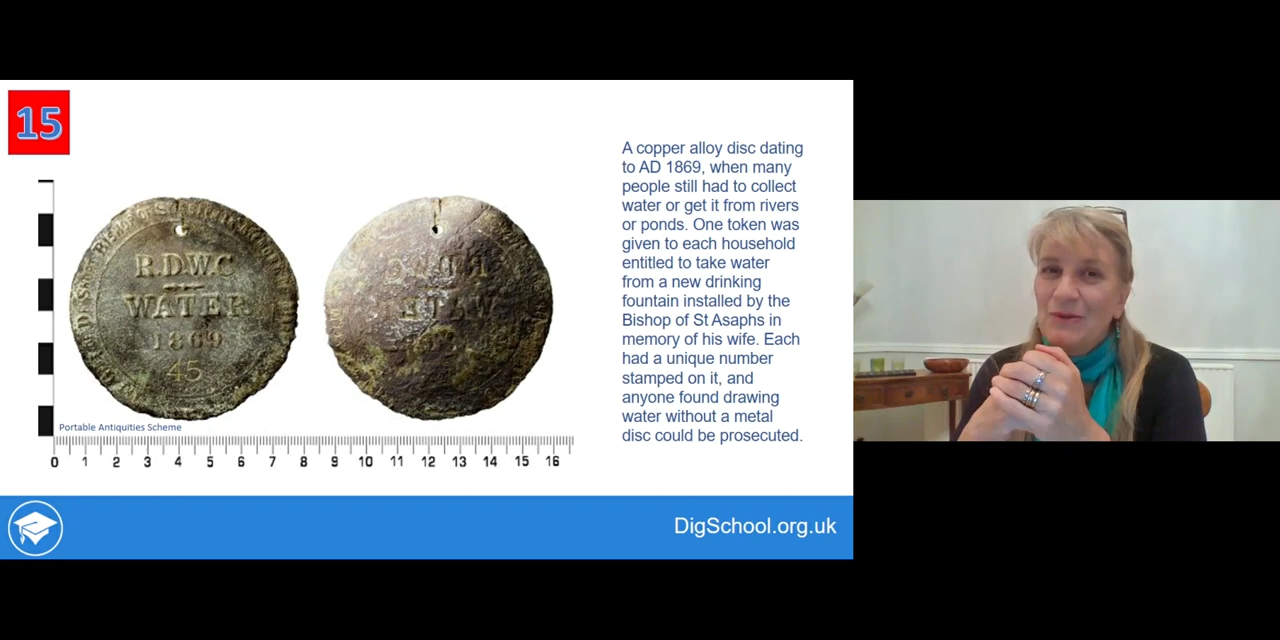 15
R.D.W.C
WATER
1869
45
Portable Antiquities Scheme
0 1 2 3 4 5 6 7 8 9 10 11 12 13 14 15 16
A copper alloy disc dating
to AD 1869, when many
people still had to collect
water or get it from rivers
or ponds. One token was
given to each household
entitled to take water
from a new drinking
fountain installed by the
Bishop of St Asaphs in
memory of his wife. Each
had a unique number
stamped on it, and
anyone found drawing
water without a metal
disc could be prosecuted.
DigSchool.org.uk